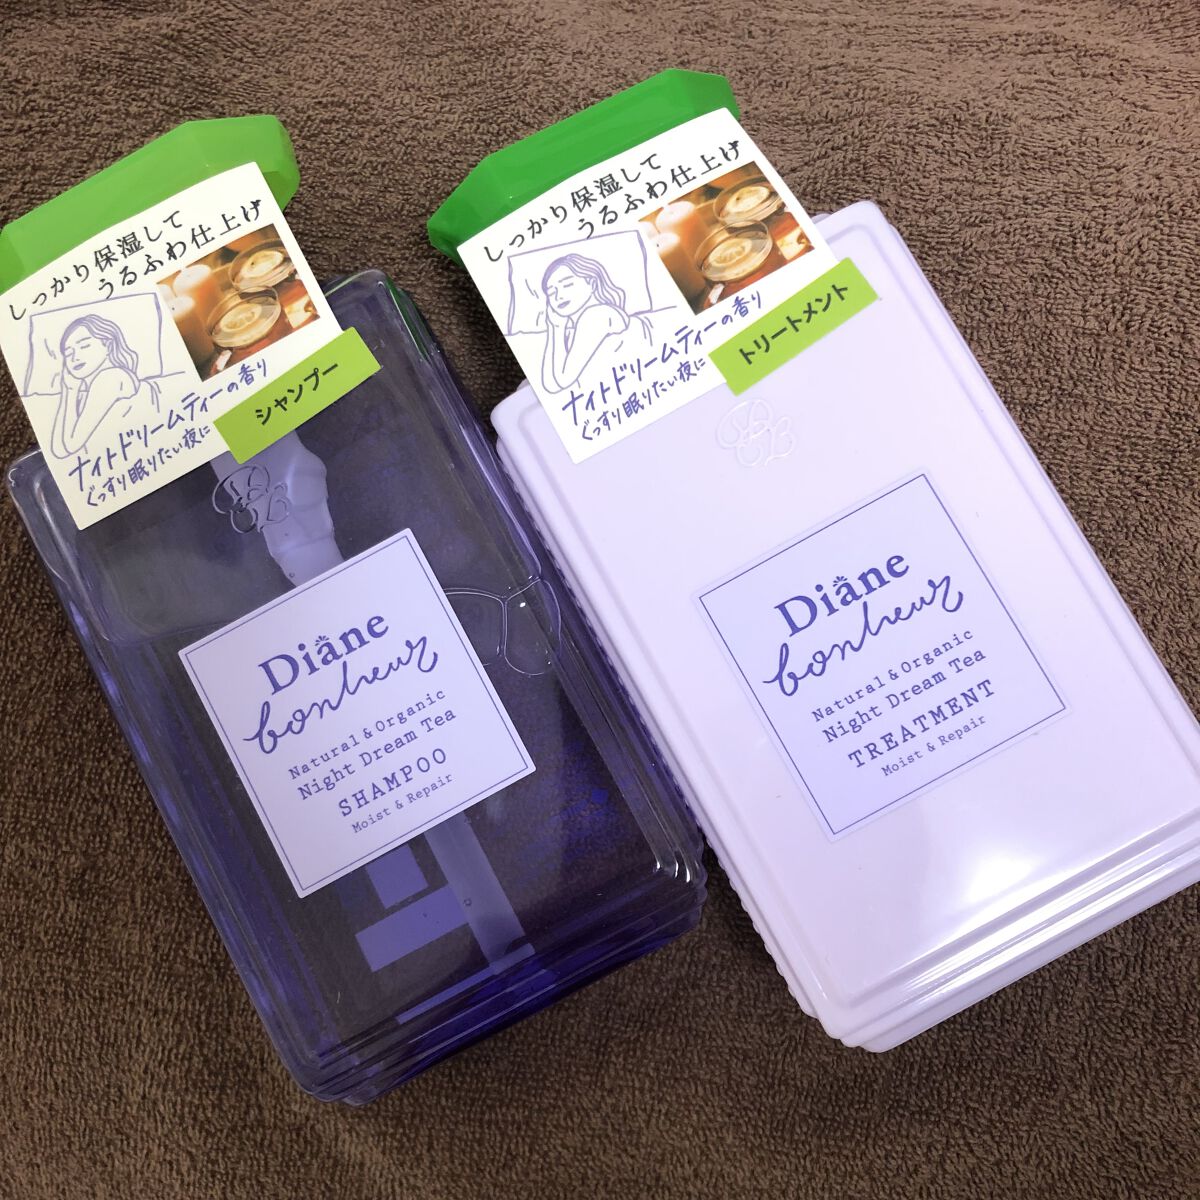 しっかり保湿して
うるふわ仕上げ
ナイトドリームティーの香り
ぐっすり眠りたい夜に
シャンプー
Diane
bonheur
Natural & Organic
Night Dream Tea
SHAMPOO
Moist & Repair
しっかり保湿して
うるふわ仕上げ
ナイトドリームティーの香り
ぐっすり眠りたい夜に
トリートメント
Diane
bonheur
Natural & Organic
Night Dream Tea
TREATMENT
Moist & Repair